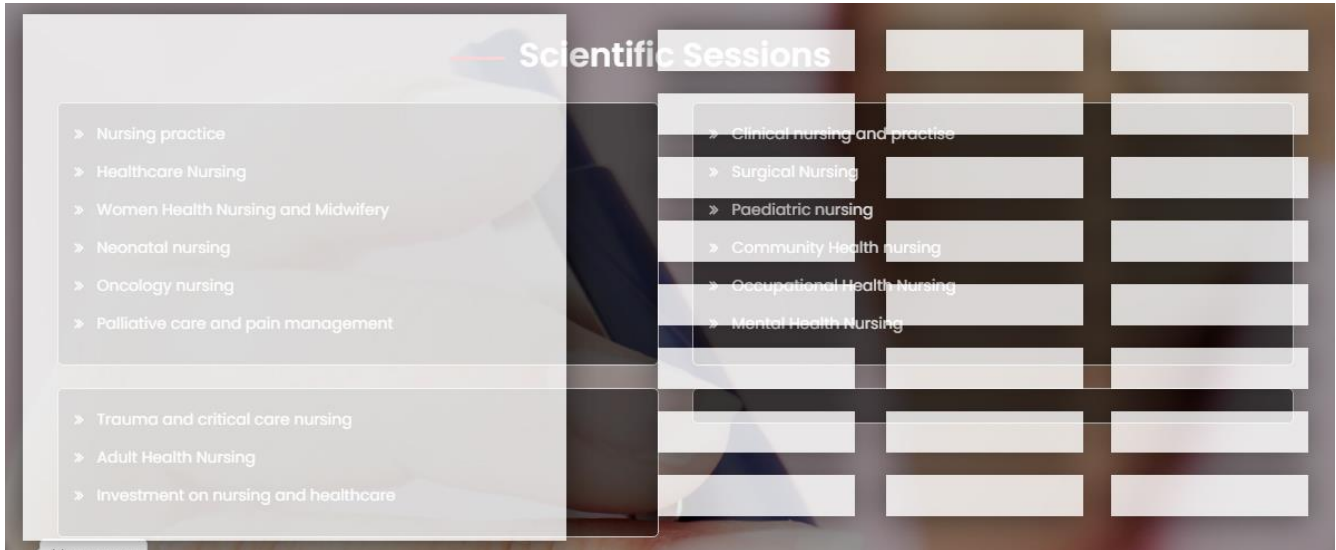 Scientific Sessions
» Nursing practice
» Healthcare Nursing
» Women Health Nursing and Midwifery
» Neonatal nursing
» Oncology nursing
» Palliative care and pain management
» Clinical nursing and practise
» Surgical Nursing
» Paediatric nursing
» Community Health nursing
» Occupational Health Nursing
» Mental Health Nursing
» Trauma and critical care nursing
» Adult Health Nursing
» Investment on nursing and healthcare